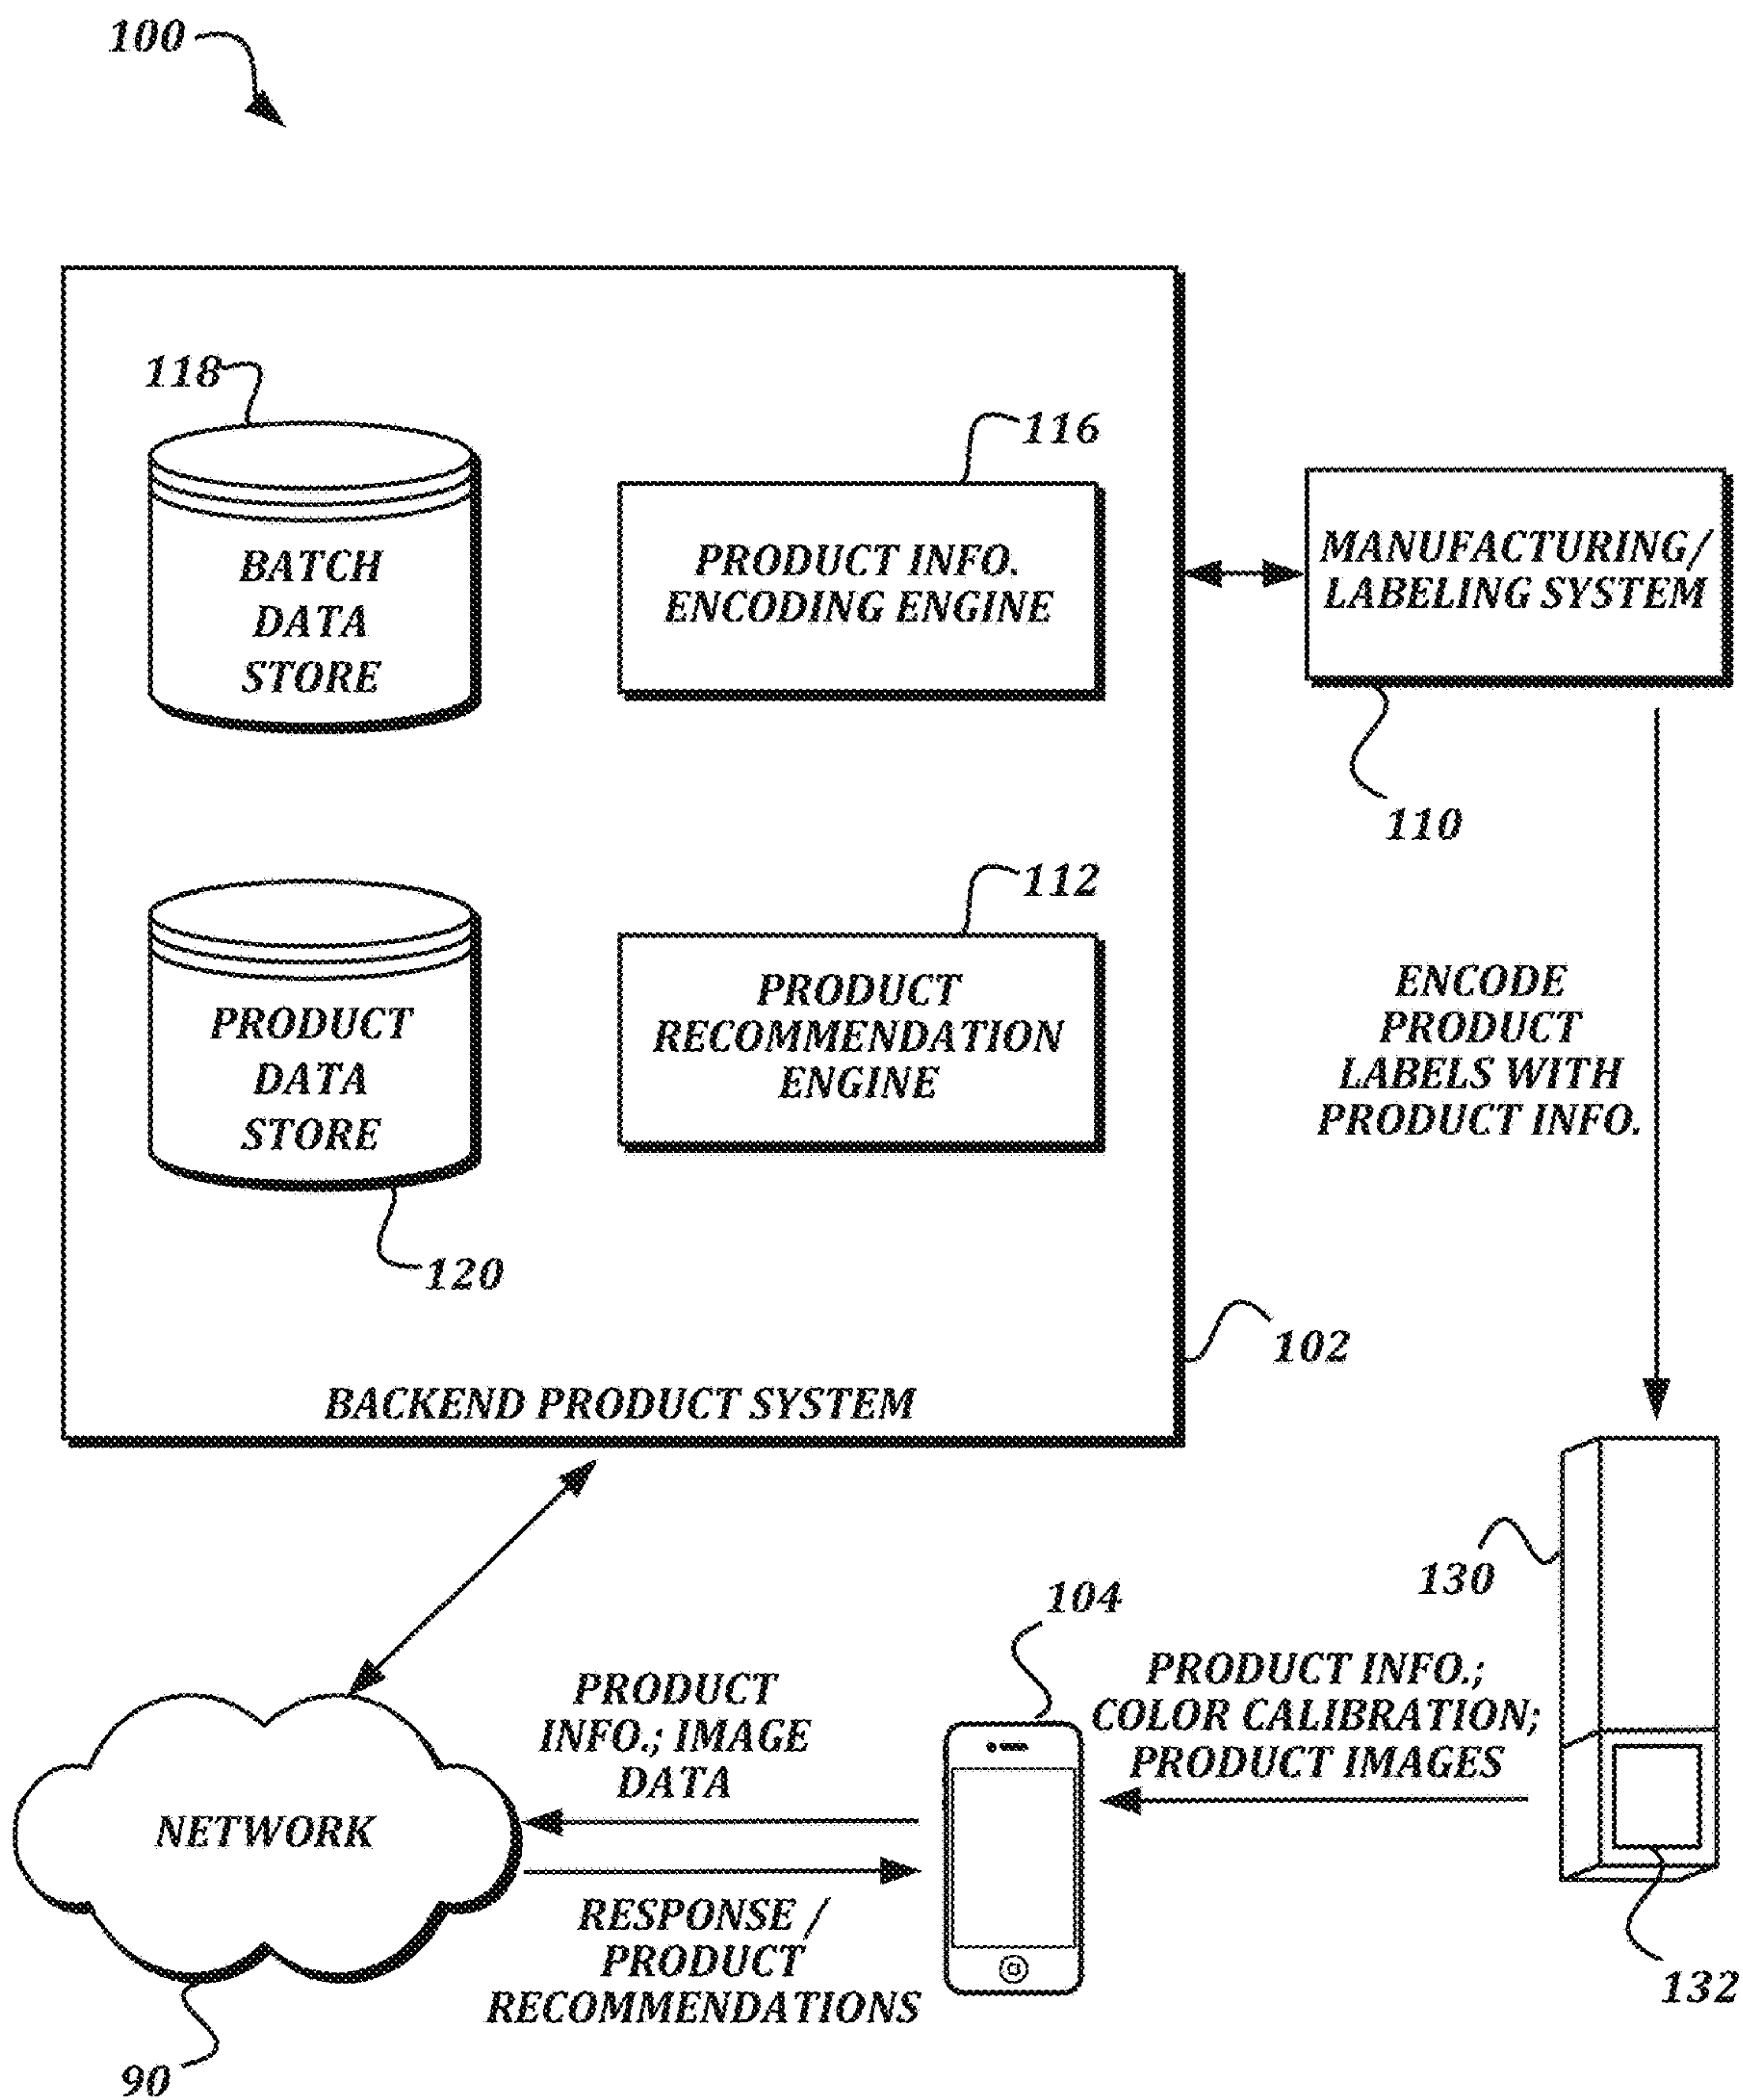 100
118
BATCH
DATA
STORE
116
PRODUCT INFO.
ENCODING ENGINE
MANUFACTURING/
LABELING SYSTEM
110
PRODUCT
DATA
STORE
120
112
PRODUCT
RECOMMENDATION
ENGINE
ENCODE
PRODUCT
LABELS WITH
PRODUCT INFO.
102
BACKEND PRODUCT SYSTEM
130
104
PRODUCT INFO.;
COLOR CALIBRATION;
PRODUCT IMAGES
PRODUCT
INFO.; IMAGE
DATA
NETWORK
RESPONSE /
PRODUCT
RECOMMENDATIONS
132
90